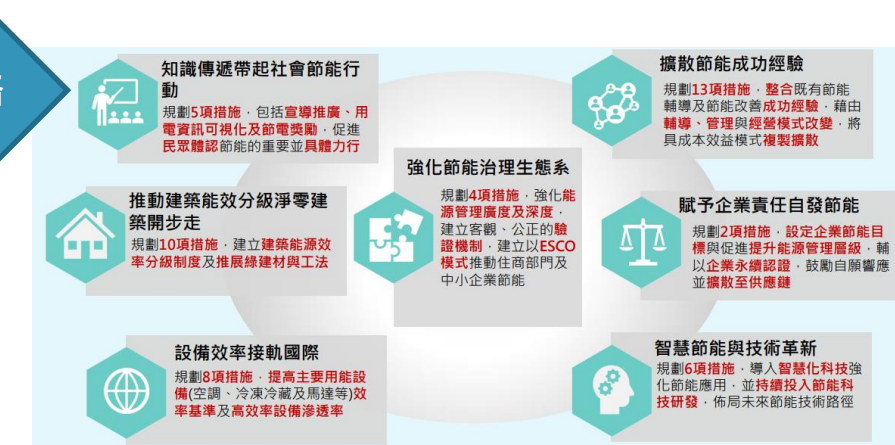 知識傳遞帶起社會節能行
動
規劃5項措施，包括宣導推廣、用
電資訊可視化及節電獎勵，促進
民眾體認節能的重要並具體力行
推動建築能效分級淨零建
築開步走
規劃10項措施，建立建築能源效
率分級制度及推展綠建材與工法
設備效率接軌國際
規劃8項措施，提高主要用能設
備(空調、冷凍冷藏及馬達等)效
率基準及高效率設備滲透率
強化節能治理生態系
規劃4項措施，強化能
源管理廣度及深度，
建立客觀、公正的驗
證機制，建立以ESCO
模式推動住商部門及
中小企業節能
擴散節能成功經驗
規劃13項措施，整合既有節能
輔導及節能改善成功經驗，藉由
輔導、管理與經營模式改變，將
具成本效益模式複製擴散
賦予企業責任自發節能
規劃2項措施，設定企業節能目
標與促進提升能源管理層級，輔
以企業永續認證，鼓勵自願響應
並擴散至供應鏈
智慧節能與技術革新
規劃6項措施，導入智慧化科技強
化節能應用，並持續投入節能科
技研發，佈局未來節能技術路徑